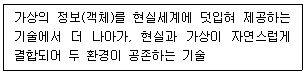 가상의 정보(객체)를 현실세계에 덧입혀 제공하는
기술에서 더 나아가, 현실과 가상이 자연스럽게
결합되어 두 환경이 공존하는 기술